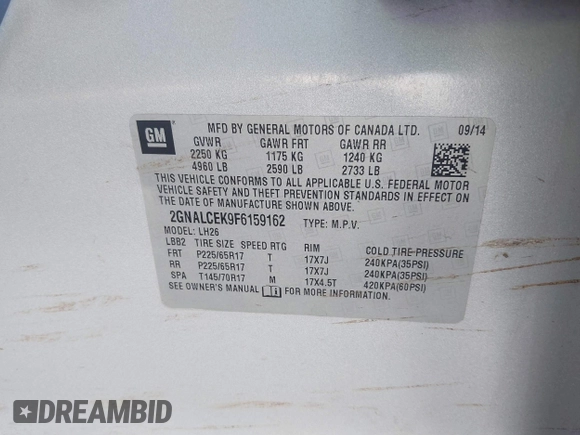 GM
MFD BY GENERAL MOTORS OF CANADA LTD. 09/14
GVWR GAWR FRT GAWR RR
2250 KG 1175 KG 1240 KG
4960 LB 2590 LB 2733 LB
THIS VEHICLE CONFORMS TO ALL APPLICABLE U.S. FEDERAL MOTOR
VEHICLE SAFETY AND THEFT PREVENTION STANDARDS IN EFFECT ON
THE DATE OF MANUFACTURE SHOWN ABOVE.
2GNALCEK9F6159162 TYPE: M.P.V.
MODEL: LH26
LBB2 TIRE SIZE SPEED RTG RIM COLD TIRE PRESSURE
FRT P225/65R17 T 17X7J 240KPA(35PSI)
RR P225/65R17 T 17X7J 240KPA(35PSI)
SPA T145/70R17 M 17X4.5T 420KPA(60PSI)
SEE OWNER'S MANUAL FOR MORE INFORMATION.
DREAMBID